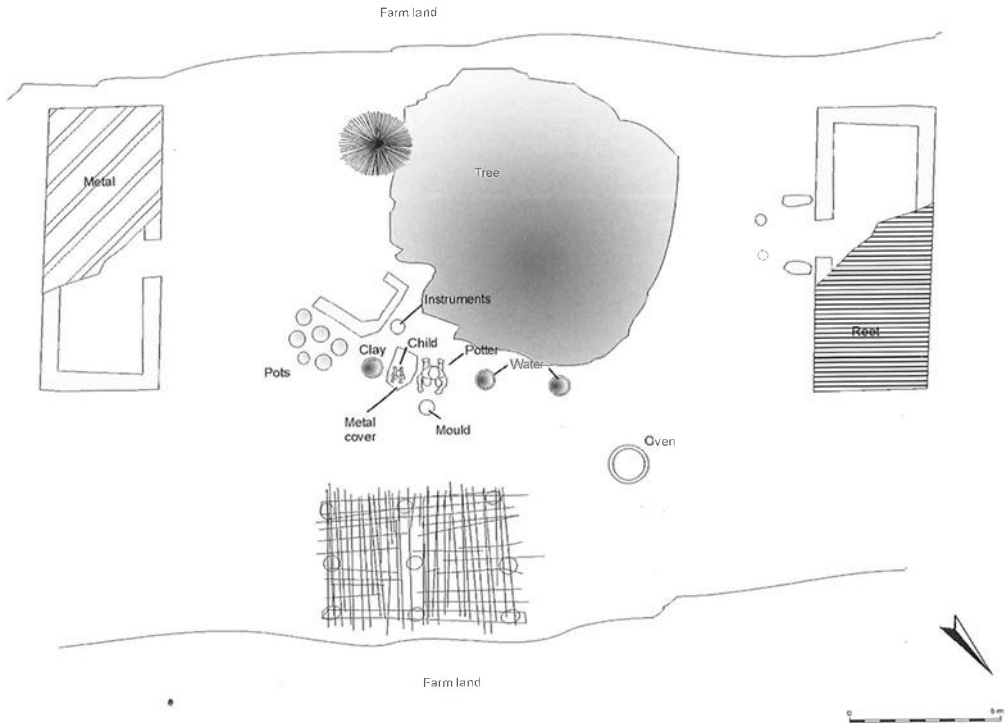 Farm land
Metal
Tree
Instruments
Clay
Child
Potter
Water
Pots
Metal
cover
Mould
Reet
Oven
Farm land
0
5 m